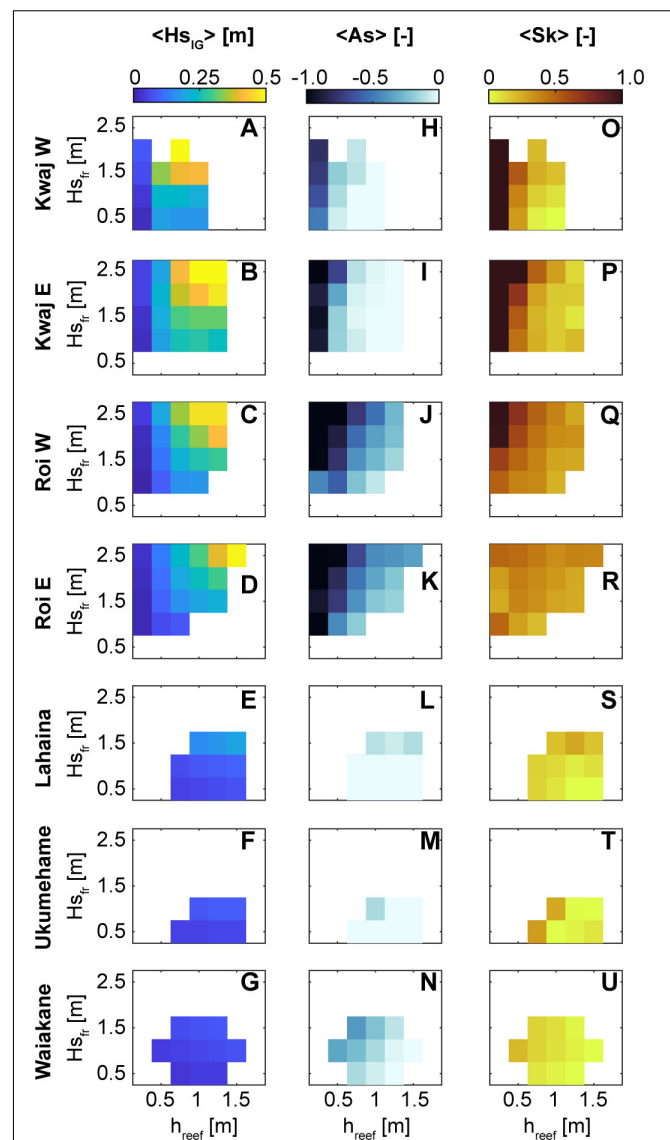 <Hs_IG> [m] <As> [-] <Sk> [-]
0 0.25 0.5 -1.0 -0.5 0 0 0.5 1.0
Kwaj W Hs_fr [m] 2.5 1.5 0.5 A H O
Kwaj E Hs_fr [m] 2.5 1.5 0.5 B I P
Roi W Hs_fr [m] 2.5 1.5 0.5 C J Q
Roi E Hs_fr [m] 2.5 1.5 0.5 D K R
Lahaina Hs_fr [m] 2.5 1.5 0.5 E L S
Ukumehame Hs_fr [m] 2.5 1.5 0.5 F M T
Waiakane Hs_fr [m] 2.5 1.5 0.5 G N U
0.5 1 1.5 0.5 1 1.5 0.5 1 1.5
h_reef [m] h_reef [m] h_reef [m]